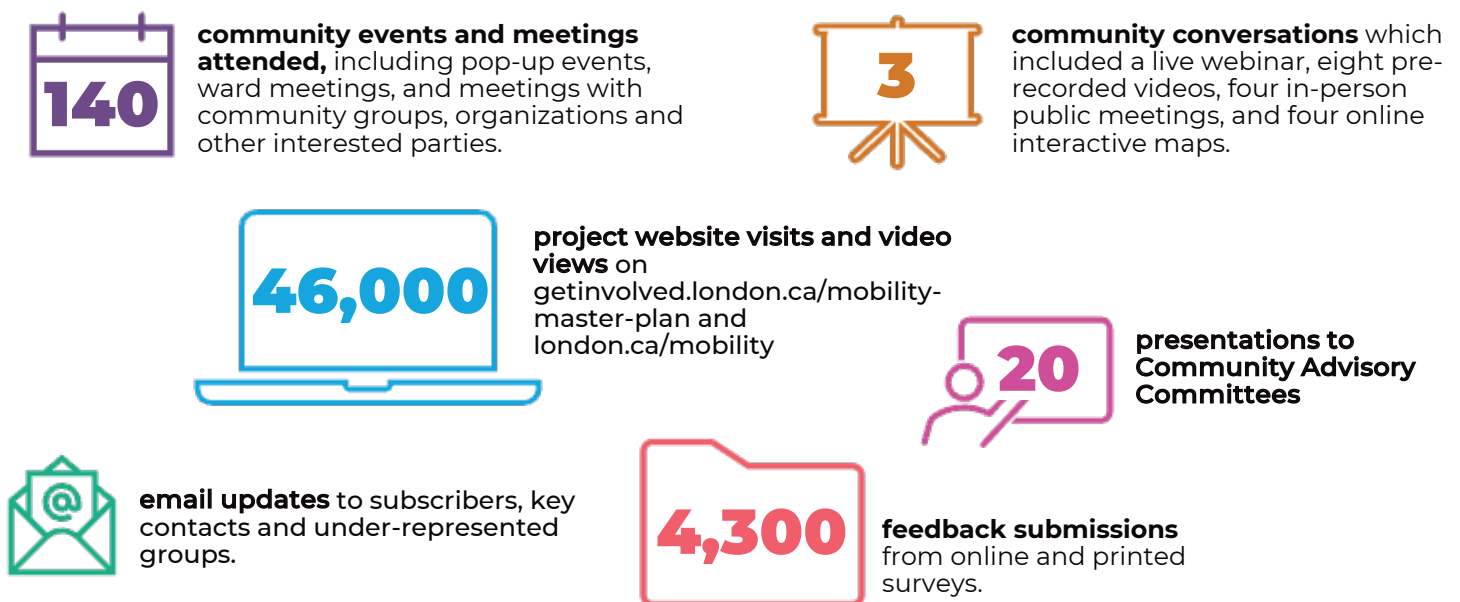 140
community events and meetings
attended, including pop-up events,
ward meetings, and meetings with
community groups, organizations and
other interested parties.
3
community conversations which
included a live webinar, eight pre-
recorded videos, four in-person
public meetings, and four online
interactive maps.
46,000
project website visits and video
views on
getinvolved.london.ca/mobility-
master-plan and
london.ca/mobility
20
presentations to
Community Advisory
Committees
@
email updates to subscribers, key
contacts and under-represented
groups.
4,300
feedback submissions
from online and printed
surveys.